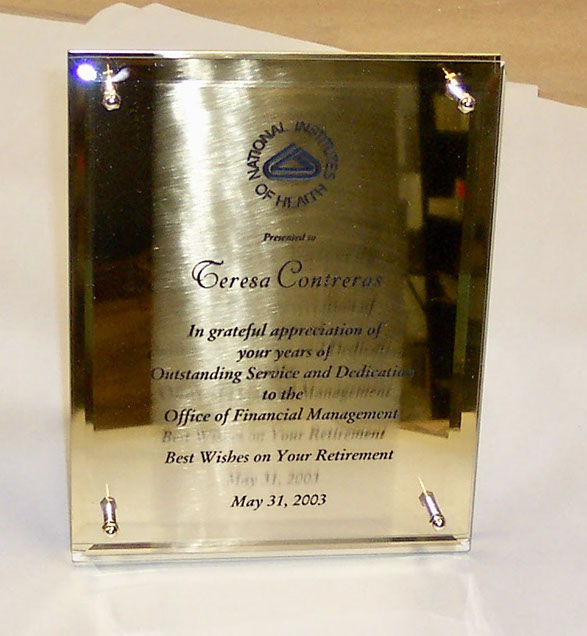 NATIONAL INSTITUTES
OF HEALTH
Presented to
Teresa Contreras
In grateful appreciation of
your years of
Outstanding Service and Dedication
to the
Office of Financial Management
Best Wishes on Your Retirement
May 31, 2003